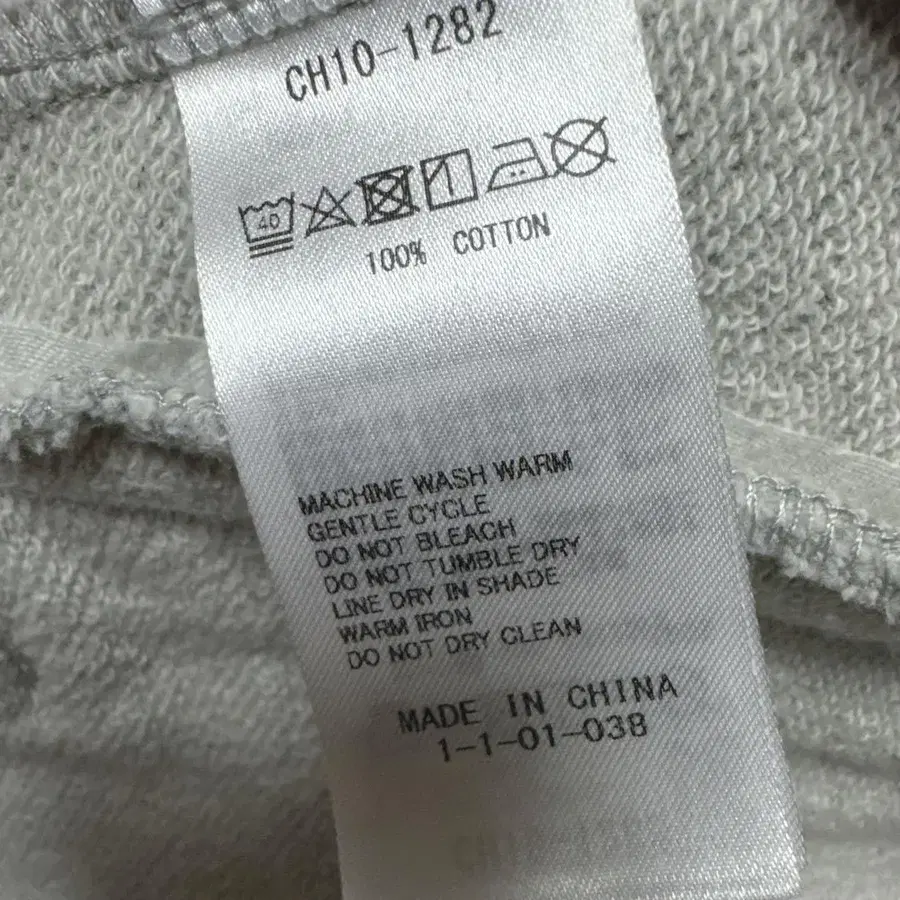 CH10-1282
40
100% COTTON
MACHINE WASH WARM
GENTLE CYCLE
DO NOT BLEACH
DO NOT TUMBLE DRY
LINE DRY IN SHADE
WARM IRON
DO NOT DRY CLEAN
MADE IN CHINA
1-1-01-038